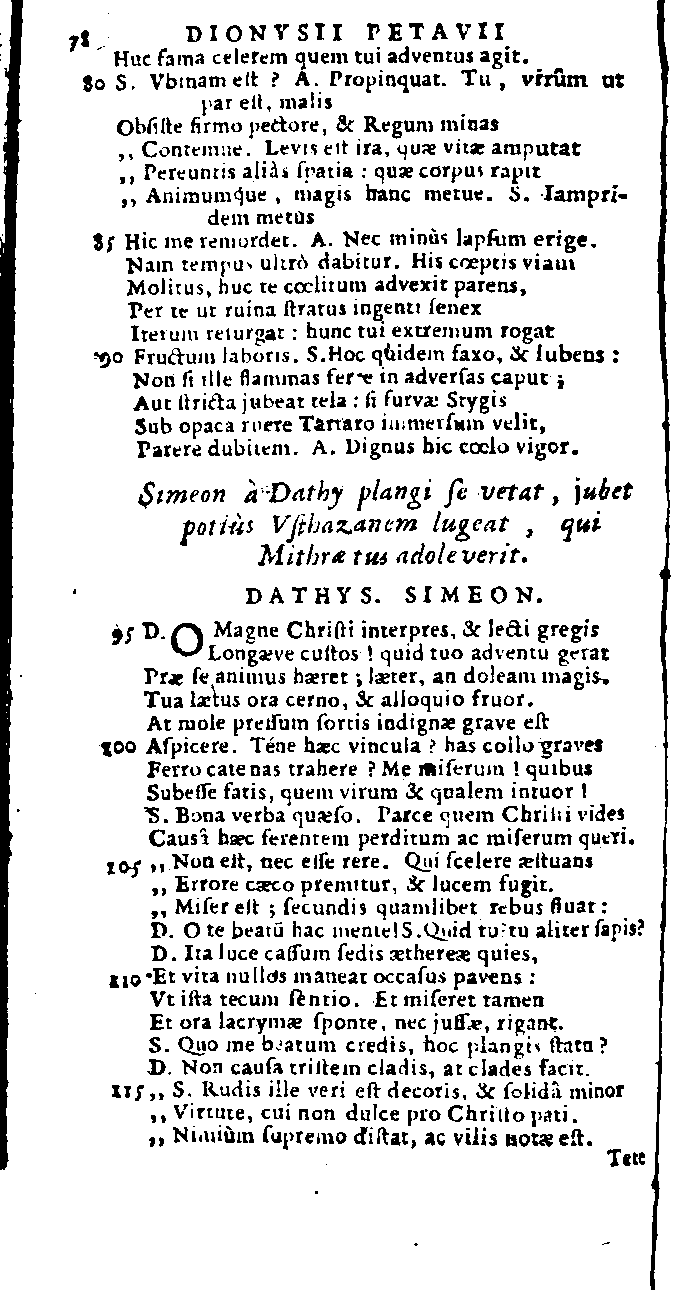 78 DIONYSII PETAVII
Huc fama celerem quem tui adventus agit.
80 S. Vbinam est ? A. Propinquat. Tu, virûm ut
par est, malis
Obsiste firmo pectore, & Regum minas
,, Contemne. Levis est ira, quæ vitæ amputat
,, Pereuntis aliàs spatia : quæ corpus rapit
,, Animumque, magis hanc metue. S. Iampri-
dem metus
85 Hic me remordet. A. Nec minùs lapsum erige.
Nam tempus ultrò dabitur. His cœptis viam
Molitus, huc te cœlitum advexit parens,
Per te ut ruina stratus ingenti senex
Iterum resurgat : hunc tui extremum rogat
90 Fructum laboris. S. Hoc quidem faxo, & lubens :
Non si ille flammas ferre in adversas caput ;
Aut stricta jubeat tela : si furvæ Stygis
Sub opaca ruere Tartaro immersum velit,
Parere dubitem. A. Dignus hic cœlo vigor.
Simeon à Dathy plangi se vetat, jubet
potiùs Vsthazanem lugeat, qui
Mithræ tus adoleverit.
DATHYS. SIMEON.
95 D. O Magne Christi interpres, & lecti gregis
Longæve custos ! quid tuo adventu gerat
Præ se animus hæret ; læter, an doleam magis.
Tua lætus ora cerno, & alloquio fruor.
At mole pressum sortis indignæ grave est
100 Aspicere. Téne hæc vincula ? has collo graves
Ferro catenas trahere ? Me miserum ! quibus
Subesse fatis, quem virum & qualem intuor !
S. Bona verba quæso. Parce quem Christi vides
Causâ hæc ferentem perditum ac miserum queri.
105 ,, Non est, nec esse rere. Qui scelere æstuans
,, Errore cæco premitur, & lucem fugit.
,, Miser est ; secundis quamlibet rebus fluat :
D. O te beatū hac mente! S. Quid tu? tu aliter sapis?
D. Ita luce cassum sedis æthereæ quies,
110 Et vita nullos maneat occasus pavens :
Vt ista tecum sentio. Et miseret tamen
Et ora lacrymæ sponte, nec jussæ, rigant.
S. Quo me beatum credis, hoc plangis statu ?
D. Non causa tristem cladis, at clades facit.
115 ,, S. Rudis ille veri est decoris, & solidâ minor
,, Virtute, cui non dulce pro Christo pati.
,, Nimiùm supremo distat, ac vilis notæ est.
Tete